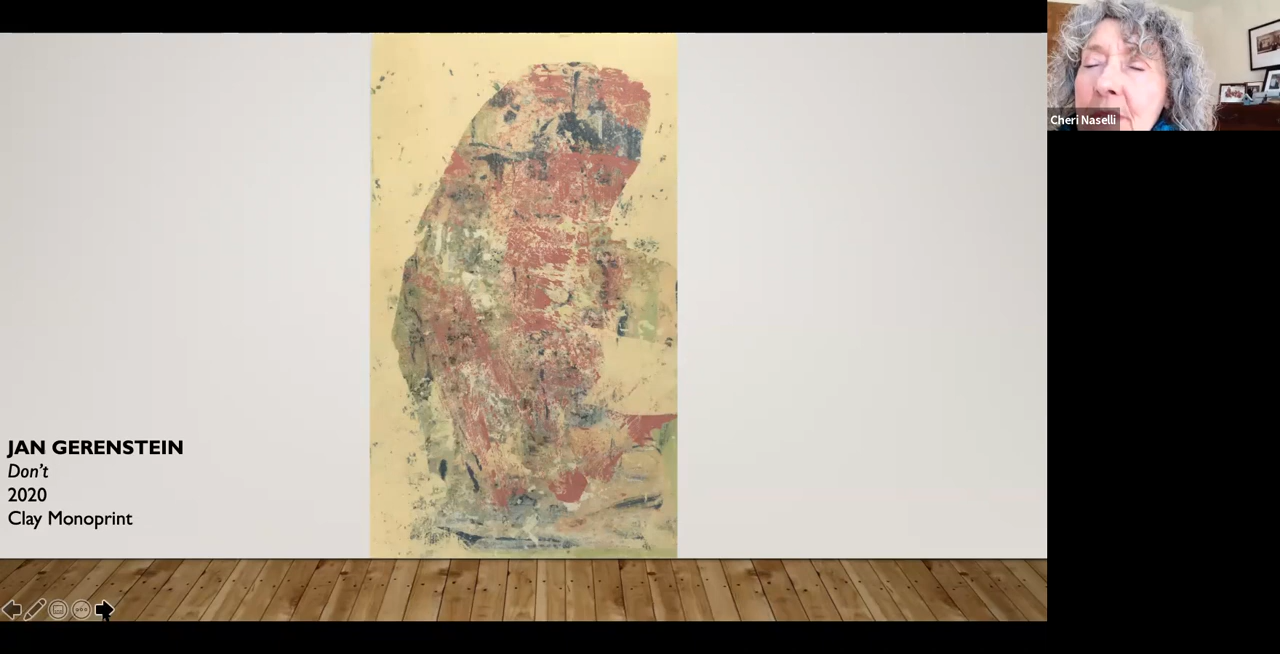 JAN GERENSTEIN
Don't
2020
Clay Monoprint
Cheri Naselli